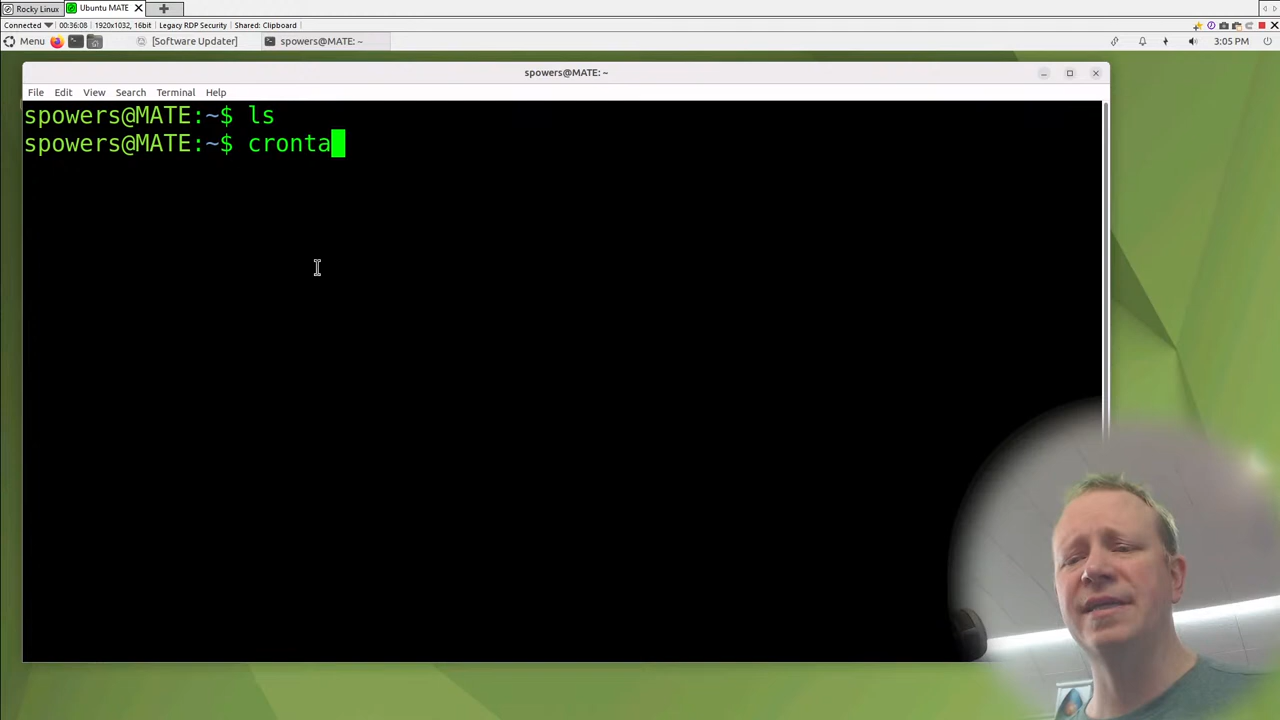 Rocky Linux
Ubuntu MATE
Connected
00:36:08
1920x1032, 16bit
Legacy RDP Security
Shared: Clipboard
Menu
[Software Updater]
spowers@MATE: ~
3:05 PM
spowers@MATE: ~
File Edit View Search Terminal Help
spowers@MATE:~$ ls
spowers@MATE:~$ cronta